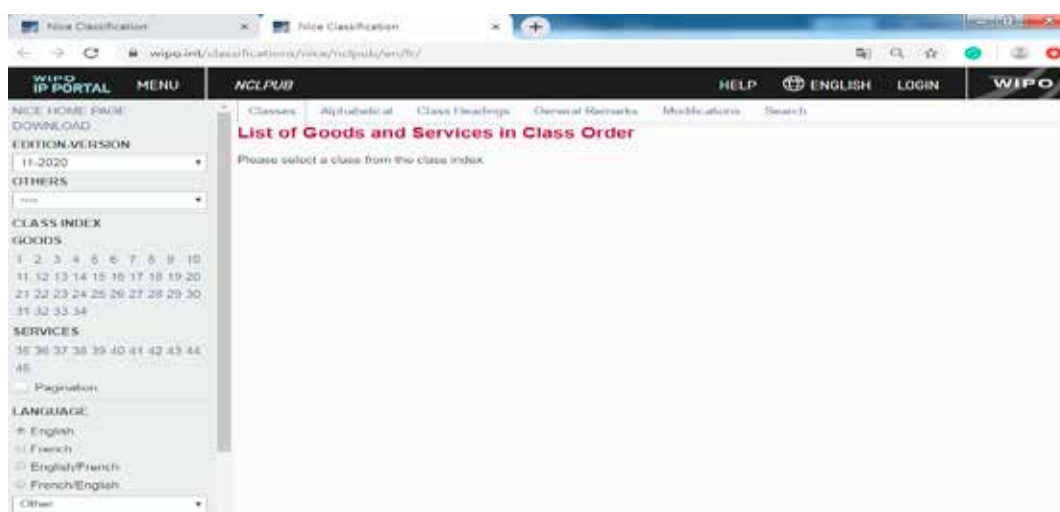 Nice Classification
Nice Classification
wipo.int/classifications/nice/nclpub/en/fr/
WIPO
IP PORTAL MENU
NCLPUB
HELP ENGLISH LOGIN
WIPO
NICE HOME PAGE
DOWNLOAD
EDITION-VERSION
11-2020
OTHERS
----
CLASS INDEX
GOODS
1 2 3 4 5 6 7 8 9 10
11 12 13 14 15 16 17 18 19 20
21 22 23 24 25 26 27 28 29 30
31 32 33 34
SERVICES
35 36 37 38 39 40 41 42 43 44
45
Pagination
LANGUAGE
English
French
English/French
French/English
Other
Classes Alphabetical Class Headings General Remarks Modifications Search
List of Goods and Services in Class Order
Please select a class from the class index